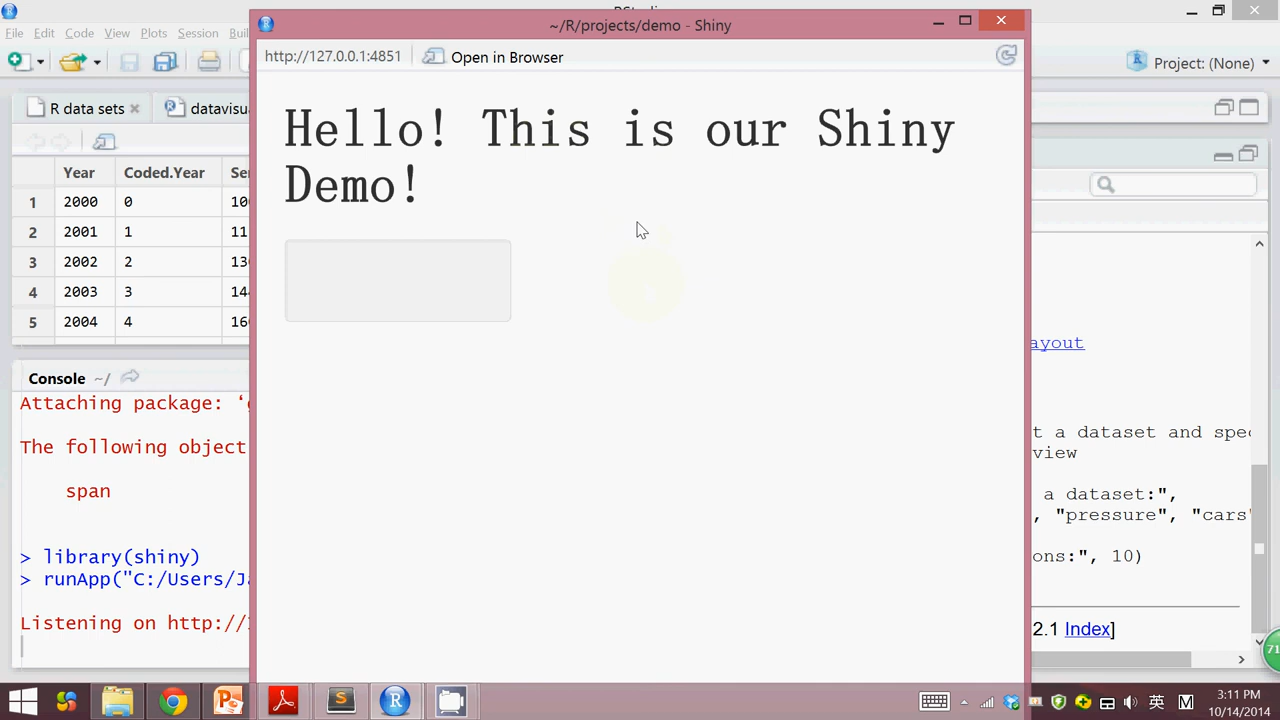 RStudio
~/R/projects/demo - Shiny
File Edit Code View Plots Session
http://127.0.0.1:4851 Open in Browser
Project: (None)
R data sets
Hello! This is our Shiny
Demo!
Year Coded.Year
1 2000 0
2 2001 1
3 2002 2
4 2003 3
5 2004 4
Console ~/
Attaching package: ‘
The following object
span
> library(shiny)
> runApp("C:/Users/J
Listening on http://
ayout
t a dataset and spec
view
a dataset:",
, "pressure", "cars"
ons:", 10)
2.1 Index]
71
英
3:11 PM
10/14/2014